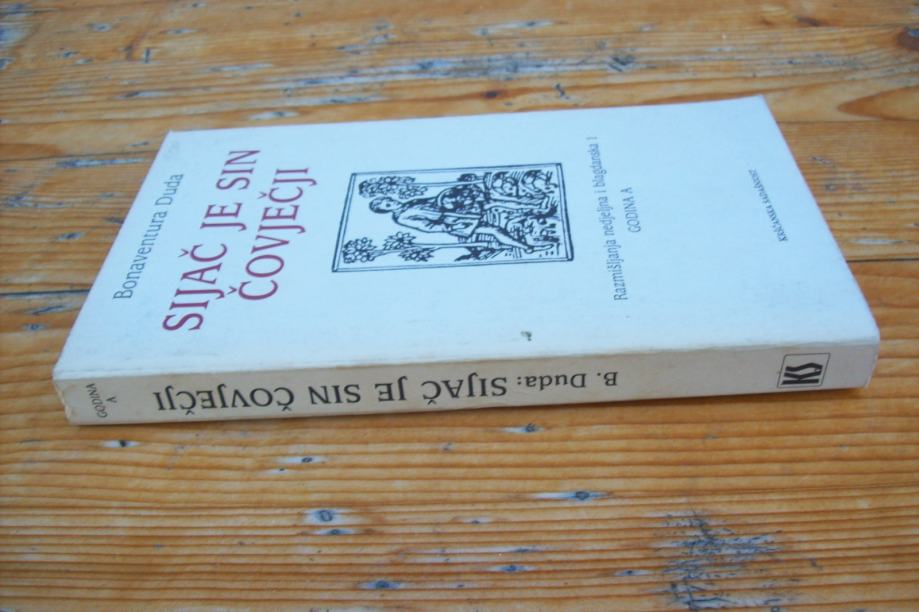 Bonaventura Duda
SIJAČ JE SIN
ČOVJEČJI
Razmišljanja nedjeljna i blagdanska 1
GODINA A
KRŠĆANSKA SADAŠNJOST
B. Duda: SIJAČ JE SIN ČOVJEČJI
GODINA
A
KS